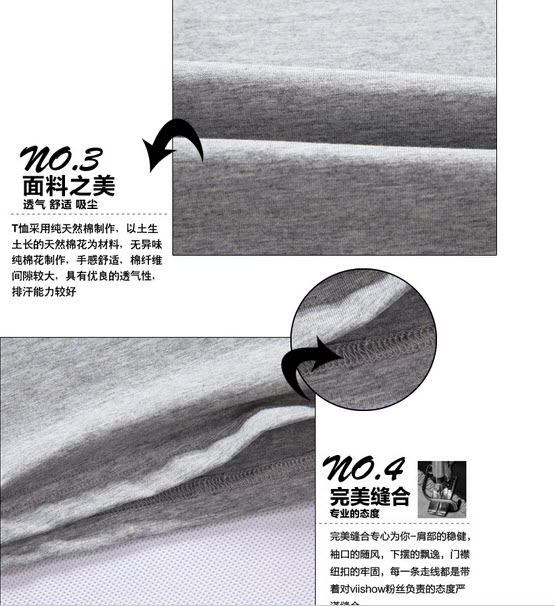 NO.3
面料之美
透气 舒适 吸尘
T恤采用纯天然棉制作，以土生
土长的天然棉花为材料，无异味
纯棉花制作，手感舒适，棉纤维
间隙较大，具有优良的透气性，
排汗能力较好
NO.4
完美缝合
专业的态度
完美缝合专心为你-肩部的稳健，
袖口的随风，下摆的飘逸，门襟
纽扣的牢固，每一条走线都是带
着对viishow粉丝负责的态度严